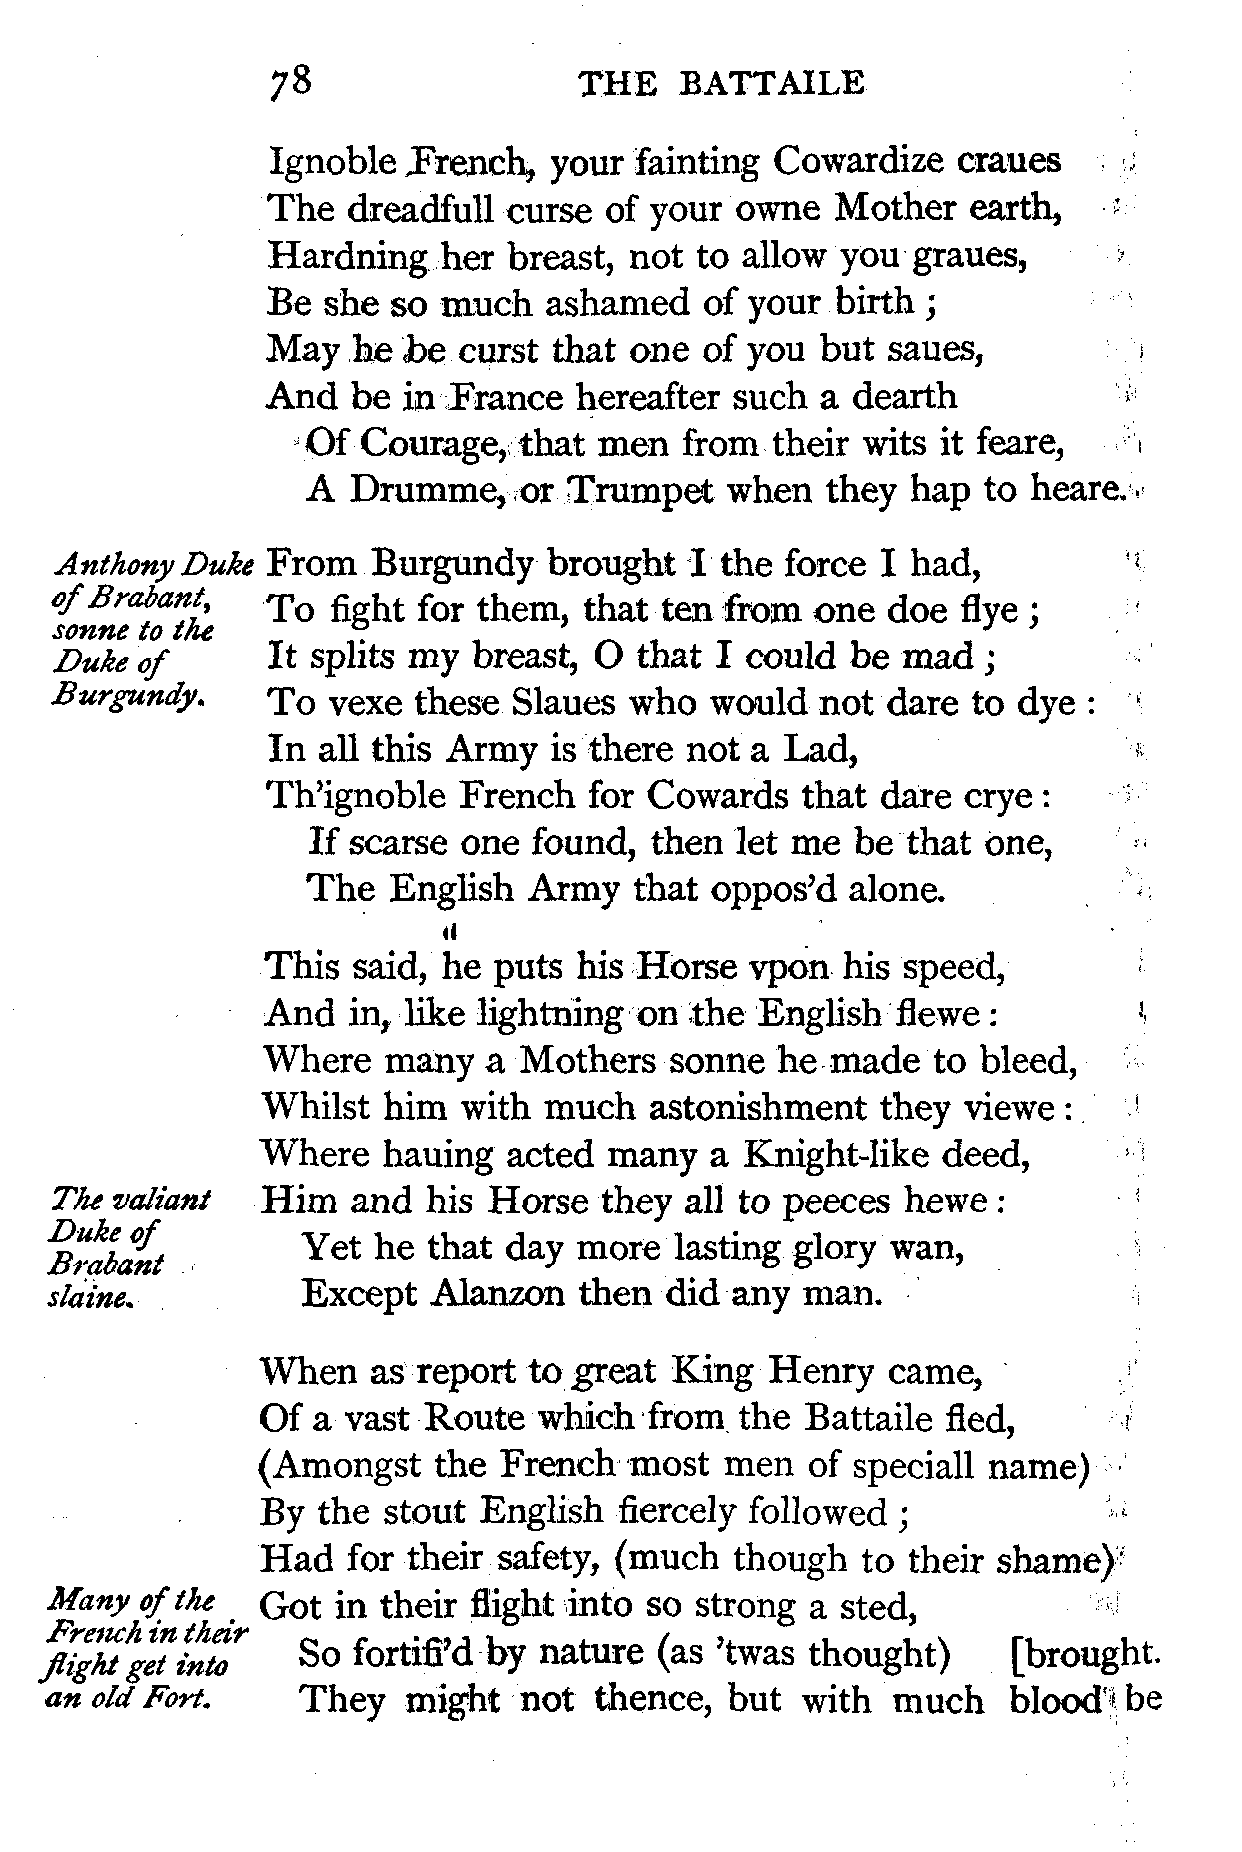 78 THE BATTAILE
Ignoble French, your fainting Cowardize craues
The dreadfull curse of your owne Mother earth,
Hardning her breast, not to allow you graues,
Be she so much ashamed of your birth ;
May he be curst that one of you but saues,
And be in France hereafter such a dearth
Of Courage, that men from their wits it feare,
A Drumme, or Trumpet when they hap to heare.
Anthony Duke
of Brabant,
sonne to the
Duke of
Burgundy.
From Burgundy brought I the force I had,
To fight for them, that ten from one doe flye ;
It splits my breast, O that I could be mad ;
To vexe these Slaues who would not dare to dye :
In all this Army is there not a Lad,
Th'ignoble French for Cowards that dare crye :
If scarse one found, then let me be that one,
The English Army that oppos'd alone.
This said, he puts his Horse vpon his speed,
And in, like lightning on the English flewe :
Where many a Mothers sonne he made to bleed,
Whilst him with much astonishment they viewe :
Where hauing acted many a Knight-like deed,
The valiant
Duke of
Brabant
slaine.
Him and his Horse they all to peeces hewe :
Yet he that day more lasting glory wan,
Except Alanzon then did any man.
When as report to great King Henry came,
Of a vast Route which from the Battaile fled,
(Amongst the French most men of speciall name)
By the stout English fiercely followed ;
Had for their safety, (much though to their shame)
Many of the
French in their
flight get into
an old Fort.
Got in their flight into so strong a sted,
So fortifi'd by nature (as 'twas thought) [brought.
They might not thence, but with much blood be